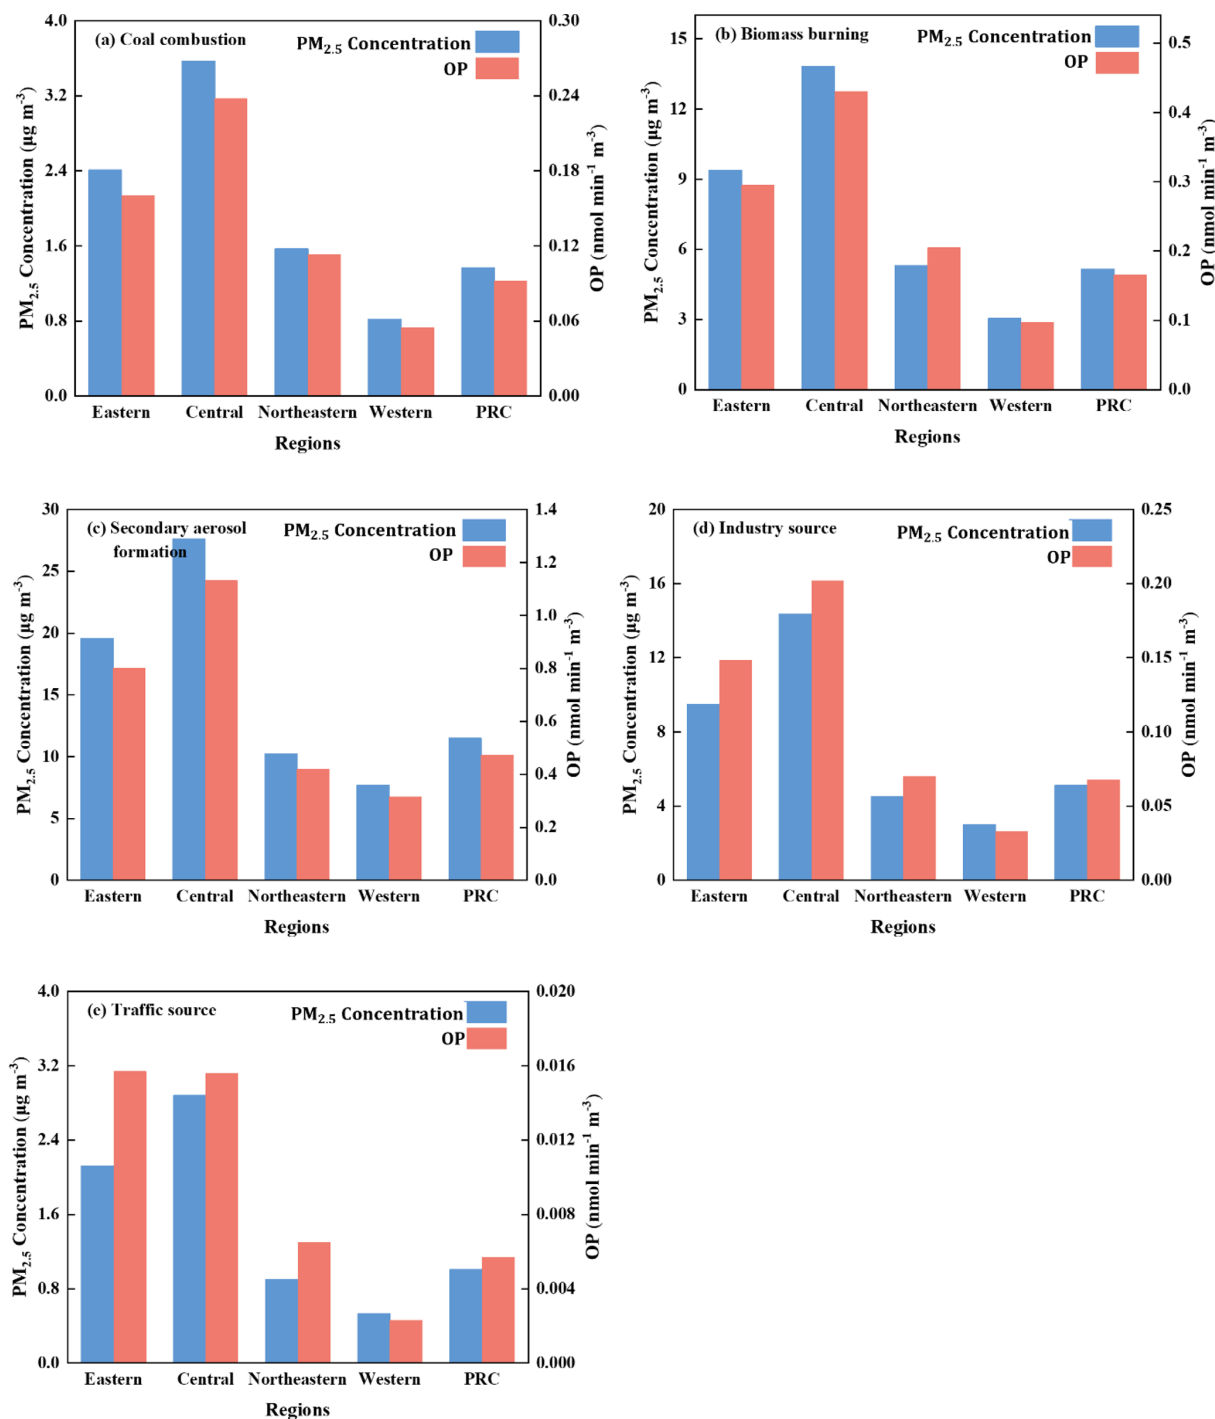 (a) Coal combustion
PM2.5 Concentration
OP
4.0
3.2
2.4
1.6
0.8
0.0
0.30
0.24
0.18
0.12
0.06
0.00
PM2.5 Concentration (µg m-3)
OP (nmol min-1 m-3)
Eastern Central Northeastern Western PRC
Regions
(b) Biomass burning
PM2.5 Concentration
OP
15
12
9
6
3
0
0.5
0.4
0.3
0.2
0.1
0.0
PM2.5 Concentration (µg m-3)
OP (nmol min-1 m-3)
Eastern Central Northeastern Western PRC
Regions
(c) Secondary aerosol
formation
PM2.5 Concentration
OP
30
25
20
15
10
5
0
1.4
1.2
1.0
0.8
0.6
0.4
0.2
0.0
PM2.5 Concentration (µg m-3)
OP (nmol min-1 m-3)
Eastern Central Northeastern Western PRC
Regions
(d) Industry source
PM2.5 Concentration
OP
20
16
12
8
4
0
0.25
0.20
0.15
0.10
0.05
0.00
PM2.5 Concentration (µg m-3)
OP (nmol min-1 m-3)
Eastern Central Northeastern Western PRC
Regions
(e) Traffic source
PM2.5 Concentration
OP
4.0
3.2
2.4
1.6
0.8
0.0
0.020
0.016
0.012
0.008
0.004
0.000
PM2.5 Concentration (µg m-3)
OP (nmol min-1 m-3)
Eastern Central Northeastern Western PRC
Regions